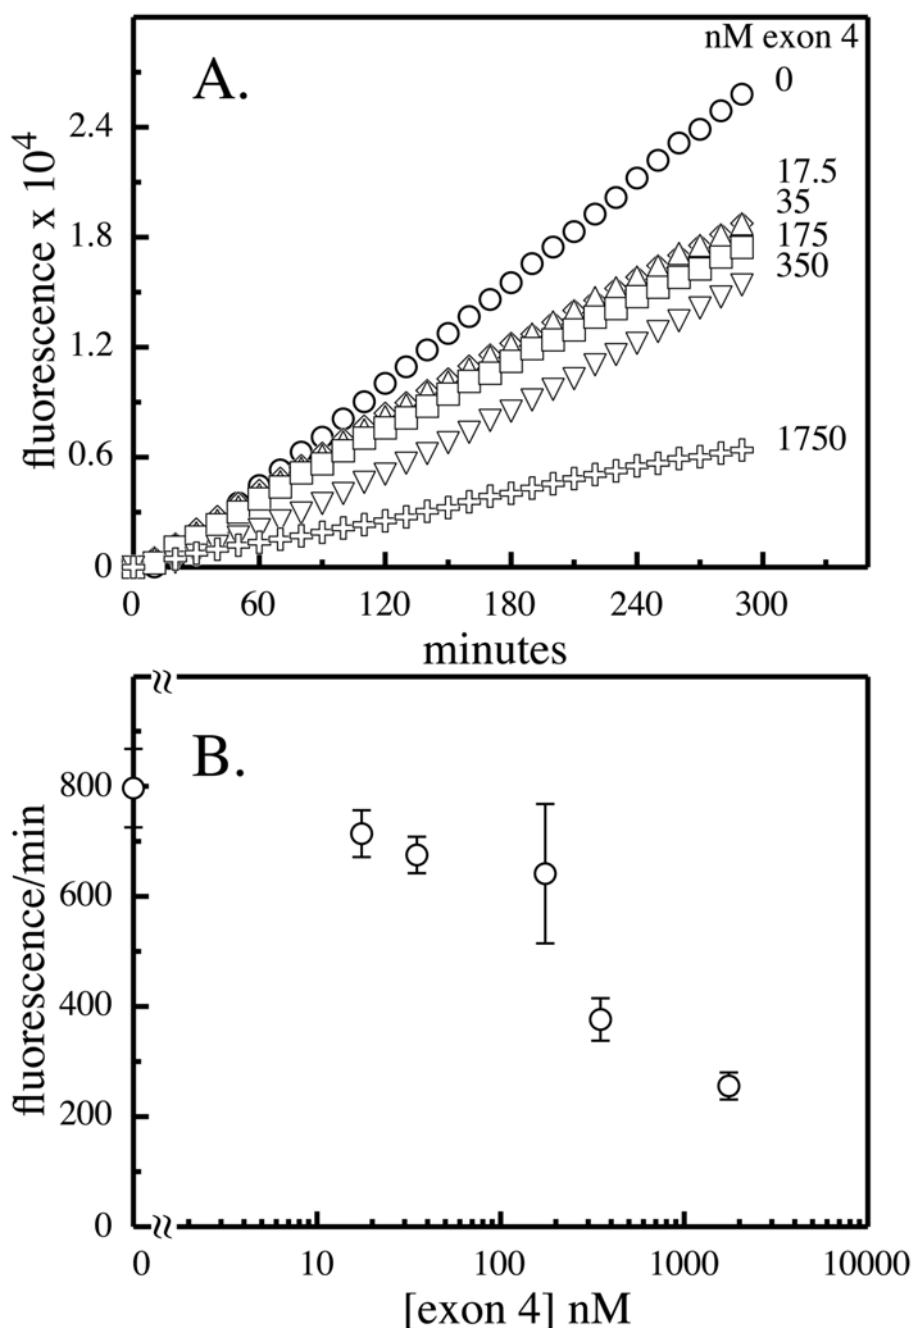 nM exon 4
A.
0
2.4
17.5
35
1.8
175
350
1.2
1750
0.6
0
0 60 120 180 240 300
fluorescence x 10⁴
minutes
B.
800
600
400
200
0
0 10 100 1000 10000
fluorescence/min
[exon 4] nM